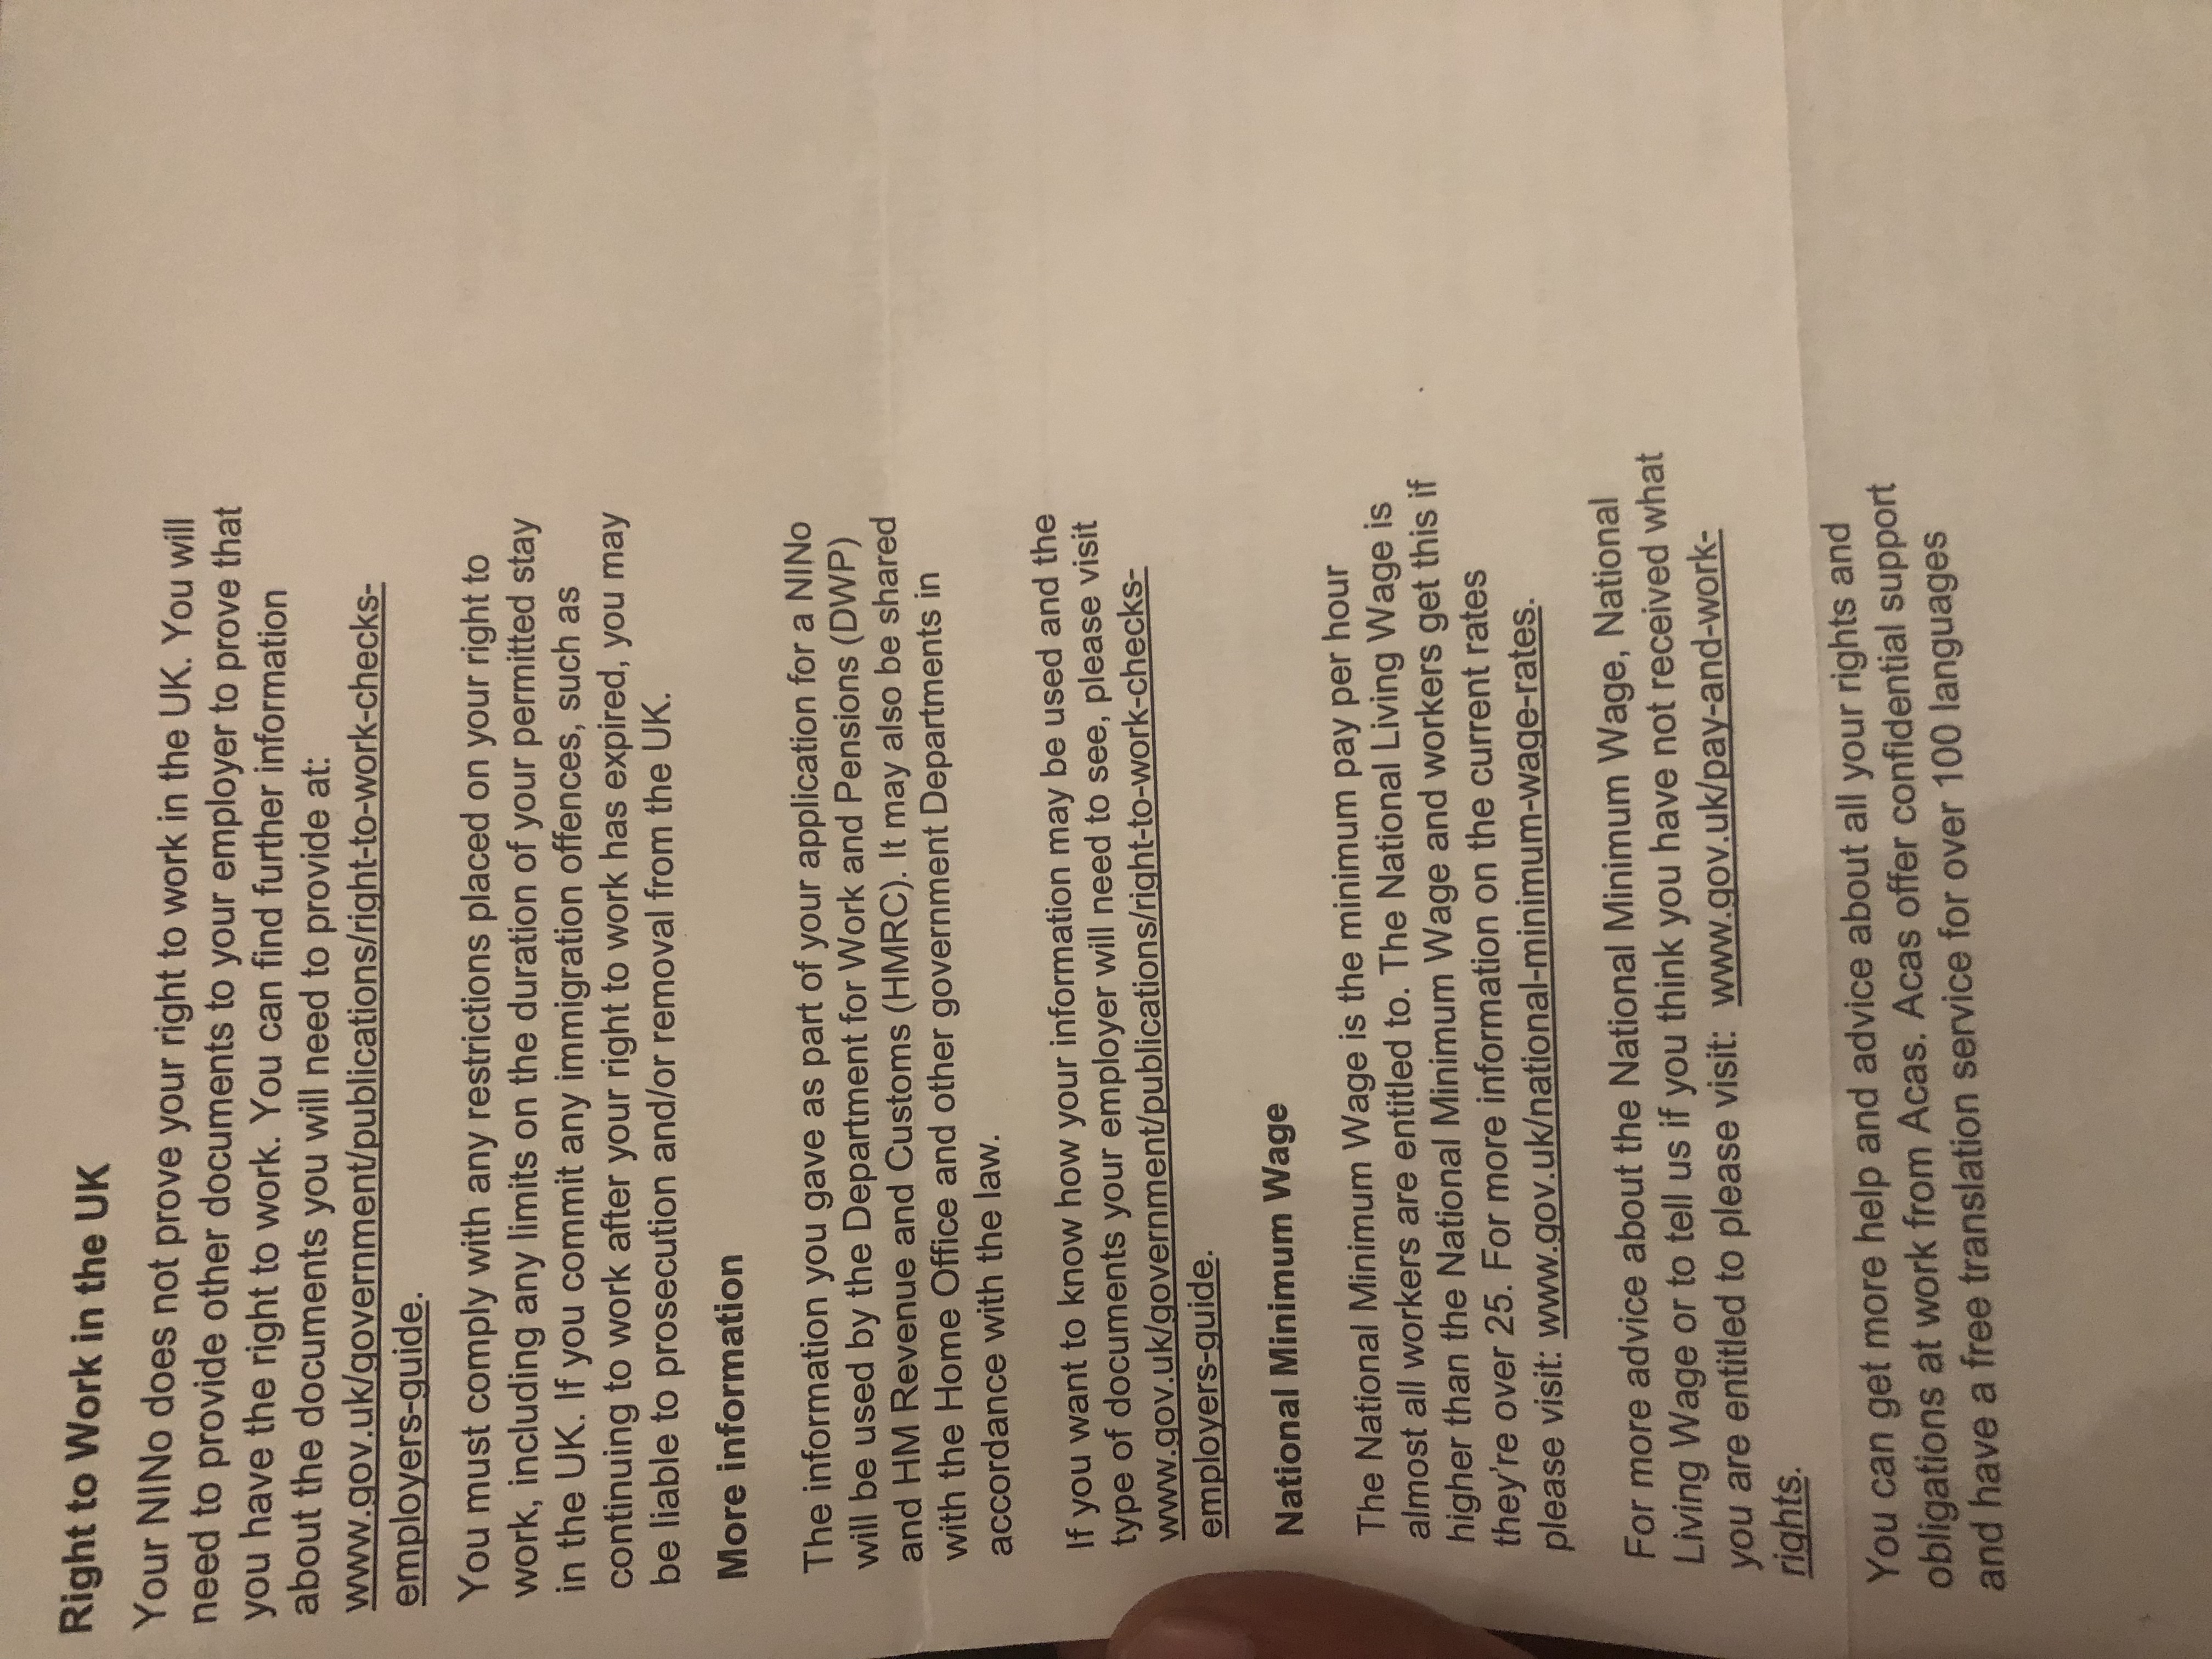 Right to Work in the UK
Your NINo does not prove your right to work in the UK. You will
need to provide other documents to your employer to prove that
you have the right to work. You can find further information
about the documents you will need to provide at:
www.gov.uk/government/publications/right-to-work-checks-
employers-guide.
You must comply with any restrictions placed on your right to
work, including any limits on the duration of your permitted stay
in the UK. If you commit any immigration offences, such as
continuing to work after your right to work has expired, you may
be liable to prosecution and/or removal from the UK.
More information
The information you gave as part of your application for a NINo
will be used by the Department for Work and Pensions (DWP)
and HM Revenue and Customs (HMRC). It may also be shared
with the Home Office and other government Departments in
accordance with the law.
If you want to know how your information may be used and the
type of documents your employer will need to see, please visit
www.gov.uk/government/publications/right-to-work-checks-
employers-guide.
National Minimum Wage
The National Minimum Wage is the minimum pay per hour
almost all workers are entitled to. The National Living Wage is
higher than the National Minimum Wage and workers get this if
they're over 25. For more information on the current rates
please visit: www.gov.uk/national-minimum-wage-rates.
For more advice about the National Minimum Wage, National
Living Wage or to tell us if you think you have not received what
you are entitled to please visit: www.gov.uk/pay-and-work-
rights.
You can get more help and advice about all your rights and
obligations at work from Acas. Acas offer confidential support
and have a free translation service for over 100 languages